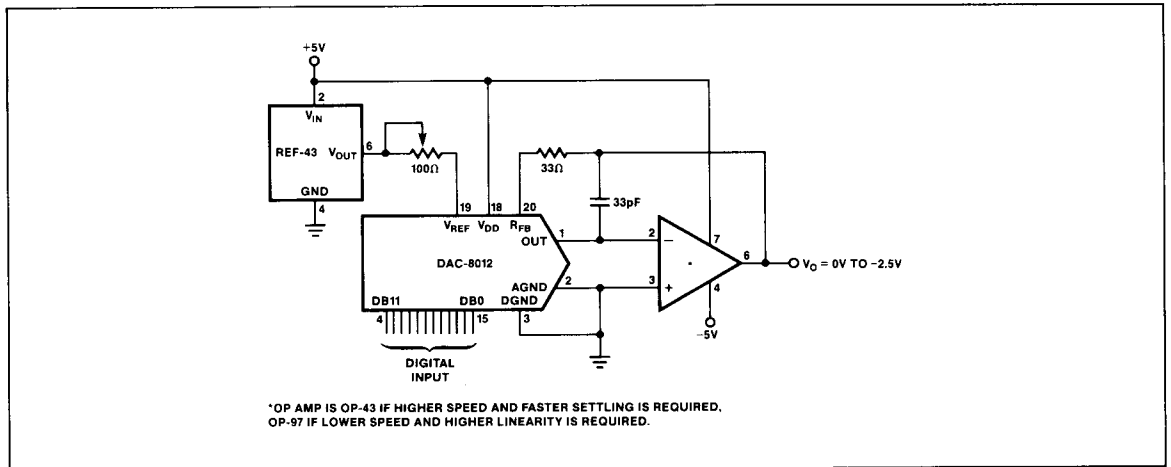 +5V
2
VIN
REF-43 VOUT 6
100Ω
33Ω
GND
4
33pF
19 18 20
VREF VDD RFB
OUT 1
2 − 7
DAC-8012
* 6 VO = 0V TO −2.5V
AGND 2
3 + 4
DB11 DB0 DGND
4 15 3
−5V
DIGITAL
INPUT
*OP AMP IS OP-43 IF HIGHER SPEED AND FASTER SETTLING IS REQUIRED,
OP-97 IF LOWER SPEED AND HIGHER LINEARITY IS REQUIRED.